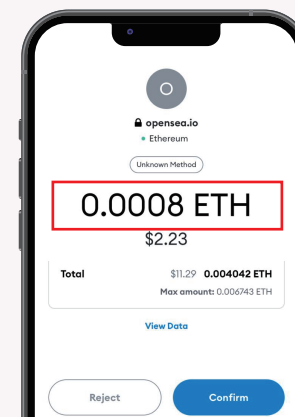 O
opensea.io
Ethereum
Unknown Method
0.0008 ETH
$2.23
Total $11.29 0.004042 ETH
Max amount: 0.006743 ETH
View Data
Reject Confirm